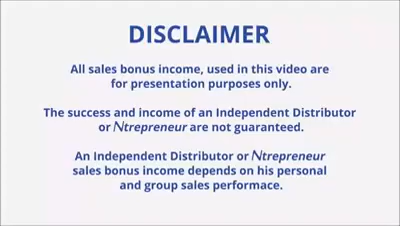 DISCLAIMER
All sales bonus income, used in this video are
for presentation purposes only.
The success and income of an Independent Distributor
or Ntrepreneur are not guaranteed.
An Independent Distributor or Ntrepreneur
sales bonus income depends on his personal
and group sales performace.